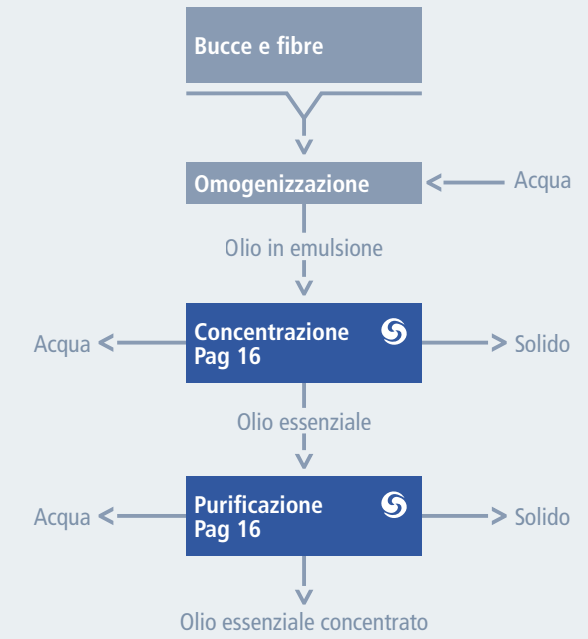 Bucce e fibre
Omogenizzazione
Acqua
Olio in emulsione
Acqua
Concentrazione
Pag 16
Solido
Olio essenziale
Acqua
Purificazione
Pag 16
Solido
Olio essenziale concentrato